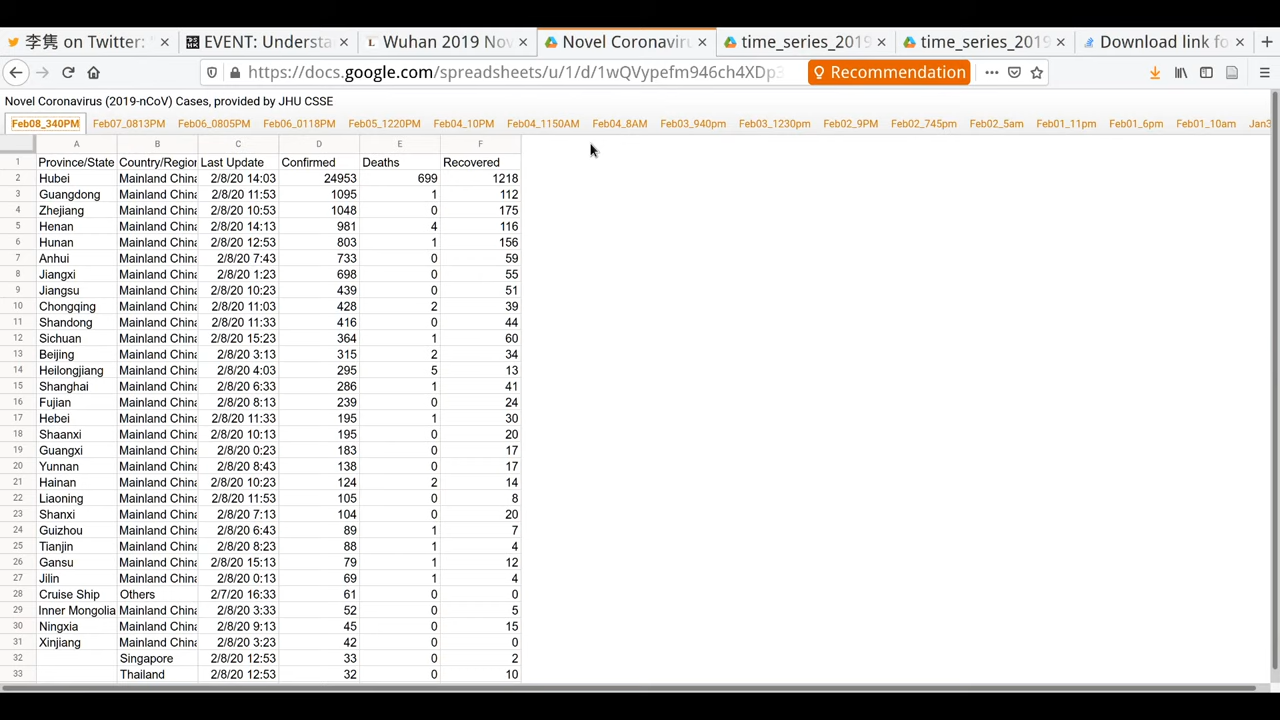 李隽 on Twitter: × EVENT: Understa × Wuhan 2019 Nov × Novel Coronaviru × time_series_2019 × time_series_2019 × Download link fo ×
https://docs.google.com/spreadsheets/u/1/d/1wQVypefm946ch4XDp3 Recommendation
Novel Coronavirus (2019-nCoV) Cases, provided by JHU CSSE
Feb08_340PM Feb07_0813PM Feb06_0805PM Feb06_0118PM Feb05_1220PM Feb04_10PM Feb04_1150AM Feb04_8AM Feb03_940pm Feb03_1230pm Feb02_9PM Feb02_745pm Feb02_5am Feb01_11pm Feb01_6pm Feb01_10am Jan3
A B C D E F
1 Province/State Country/Region Last Update Confirmed Deaths Recovered
2 Hubei Mainland China 2/8/20 14:03 24953 699 1218
3 Guangdong Mainland China 2/8/20 11:53 1095 1 112
4 Zhejiang Mainland China 2/8/20 10:53 1048 0 175
5 Henan Mainland China 2/8/20 14:13 981 4 116
6 Hunan Mainland China 2/8/20 12:53 803 1 156
7 Anhui Mainland China 2/8/20 7:43 733 0 59
8 Jiangxi Mainland China 2/8/20 1:23 698 0 55
9 Jiangsu Mainland China 2/8/20 10:23 439 0 51
10 Chongqing Mainland China 2/8/20 11:03 428 2 39
11 Shandong Mainland China 2/8/20 11:33 416 0 44
12 Sichuan Mainland China 2/8/20 15:23 364 1 60
13 Beijing Mainland China 2/8/20 3:13 315 2 34
14 Heilongjiang Mainland China 2/8/20 4:03 295 5 13
15 Shanghai Mainland China 2/8/20 6:33 286 1 41
16 Fujian Mainland China 2/8/20 8:13 239 0 24
17 Hebei Mainland China 2/8/20 11:33 195 1 30
18 Shaanxi Mainland China 2/8/20 10:13 195 0 20
19 Guangxi Mainland China 2/8/20 0:23 183 0 17
20 Yunnan Mainland China 2/8/20 8:43 138 0 17
21 Hainan Mainland China 2/8/20 10:23 124 2 14
22 Liaoning Mainland China 2/8/20 11:53 105 0 8
23 Shanxi Mainland China 2/8/20 7:13 104 0 20
24 Guizhou Mainland China 2/8/20 6:43 89 1 7
25 Tianjin Mainland China 2/8/20 8:23 88 1 4
26 Gansu Mainland China 2/8/20 15:13 79 1 12
27 Jilin Mainland China 2/8/20 0:13 69 1 4
28 Cruise Ship Others 2/7/20 16:33 61 0 0
29 Inner Mongolia Mainland China 2/8/20 3:33 52 0 5
30 Ningxia Mainland China 2/8/20 9:13 45 0 15
31 Xinjiang Mainland China 2/8/20 3:23 42 0 0
32 Singapore 2/8/20 12:53 33 0 2
33 Thailand 2/8/20 12:53 32 0 10